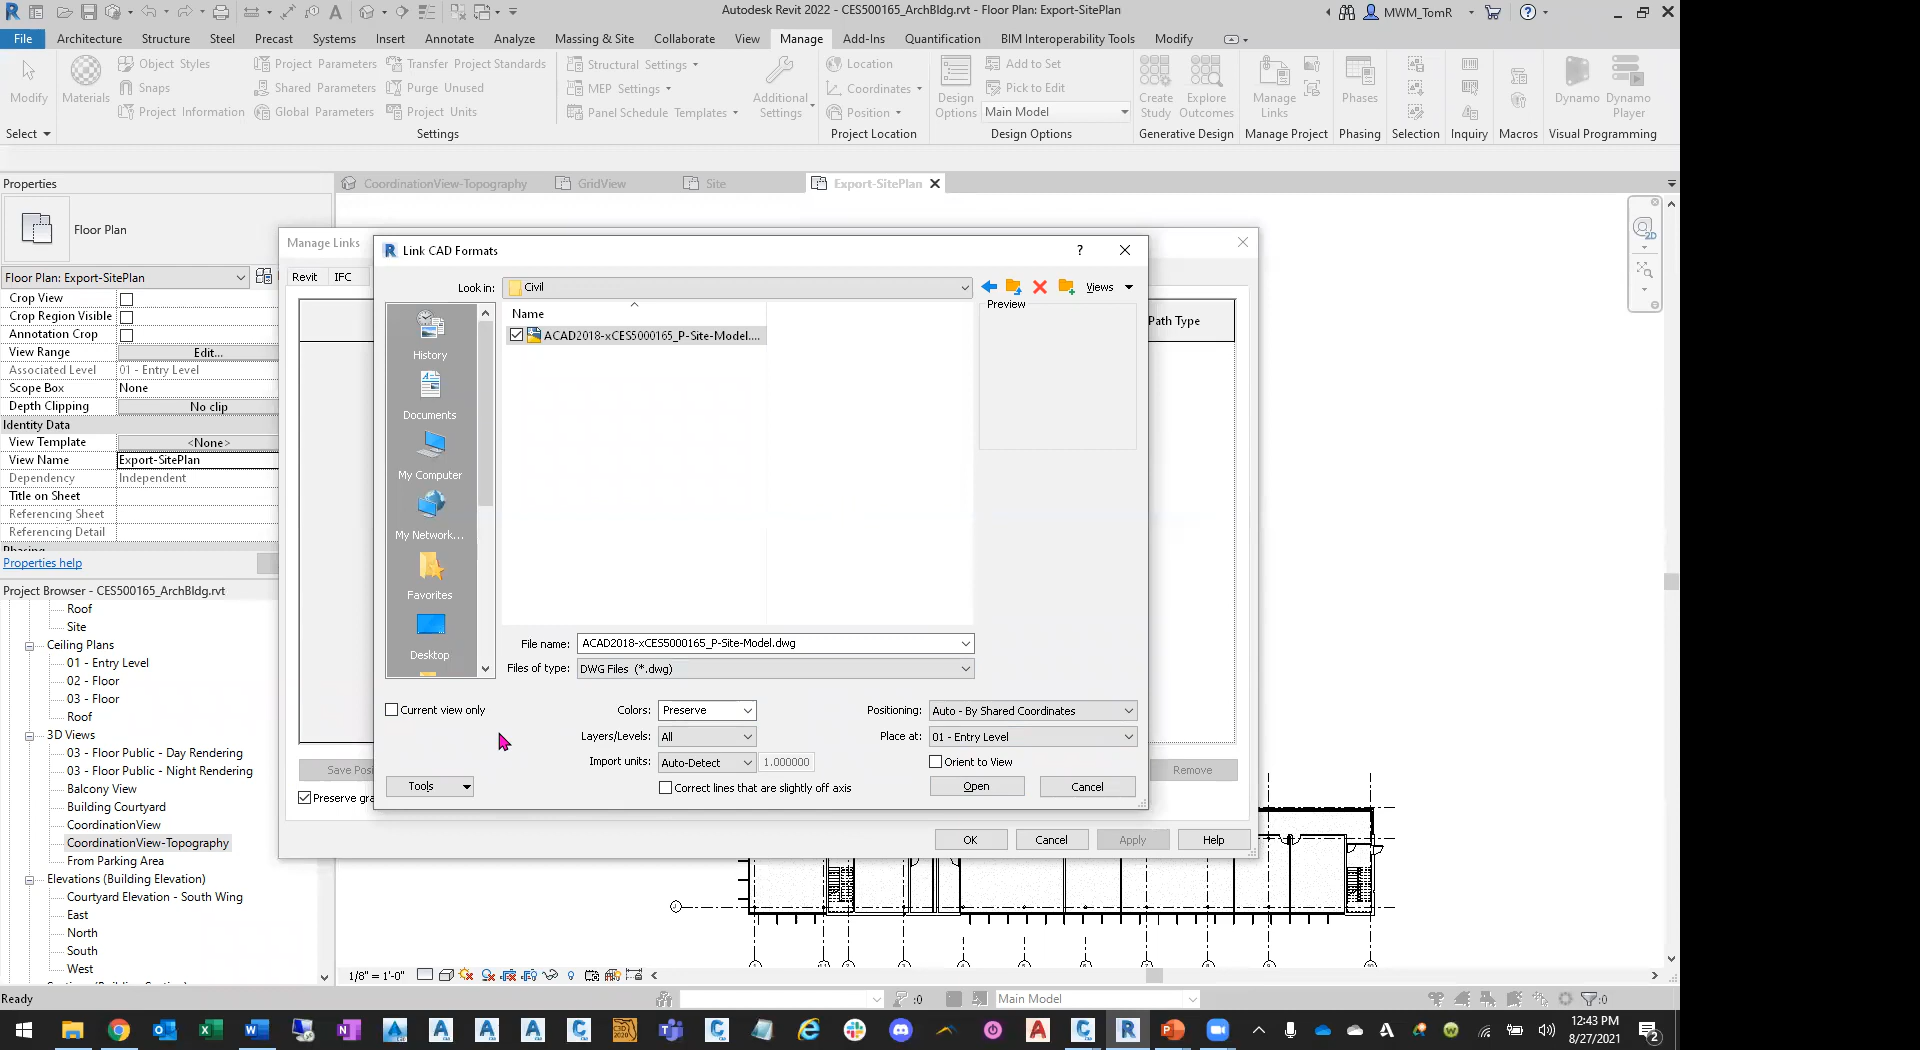 Autodesk Revit 2022 - CES500165_ArchBldg.rvt - Floor Plan: Export-SitePlan
MWM_TomR
File
Architecture
Structure
Steel
Precast
Systems
Insert
Annotate
Analyze
Massing & Site
Collaborate
View
Manage
Add-Ins
Quantification
BIM Interoperability Tools
Modify
Modify
Materials
Object Styles
Snaps
Project Information
Project Parameters
Shared Parameters
Global Parameters
Transfer Project Standards
Purge Unused
Project Units
Structural Settings
MEP Settings
Panel Schedule Templates
Additional
Settings
Location
Coordinates
Position
Design
Options
Add to Set
Pick to Edit
Main Model
Create
Study
Explore
Outcomes
Manage
Links
Phases
Dynamo
Dynamo
Player
Select
Settings
Project Location
Design Options
Generative Design
Manage Project
Phasing
Selection
Inquiry
Macros
Visual Programming
Properties
CoordinationView-Topography
GridView
Site
Export-SitePlan
Floor Plan
Floor Plan: Export-SitePlan
Crop View
Crop Region Visible
Annotation Crop
View Range
Edit...
Associated Level
01 - Entry Level
Scope Box
None
Depth Clipping
No clip
Identity Data
View Template
<None>
View Name
Export-SitePlan
Dependency
Independent
Title on Sheet
Referencing Sheet
Referencing Detail
Phasing
Properties help
Project Browser - CES500165_ArchBldg.rvt
Roof
Site
Ceiling Plans
01 - Entry Level
02 - Floor
03 - Floor
Roof
3D Views
03 - Floor Public - Day Rendering
03 - Floor Public - Night Rendering
Balcony View
Building Courtyard
CoordinationView
CoordinationView-Topography
From Parking Area
Elevations (Building Elevation)
Courtyard Elevation - South Wing
East
North
South
West
Manage Links
Revit
IFC
Path Type
Save Posi
Remove
Preserve gra
OK
Cancel
Apply
Help
Link CAD Formats
?
Look in:
Civil
Views
History
Documents
My Computer
My Network...
Favorites
Desktop
Name
ACAD2018-xCES5000165_P-Site-Model....
Preview
File name:
ACAD2018-xCES5000165_P-Site-Model.dwg
Files of type:
DWG Files (*.dwg)
Current view only
Colors:
Preserve
Positioning:
Auto - By Shared Coordinates
Layers/Levels:
All
Place at:
01 - Entry Level
Import units:
Auto-Detect
1.000000
Orient to View
Tools
Correct lines that are slightly off axis
Open
Cancel
1/8" = 1'-0"
Ready
:0
Main Model
:0
12:43 PM
8/27/2021
2